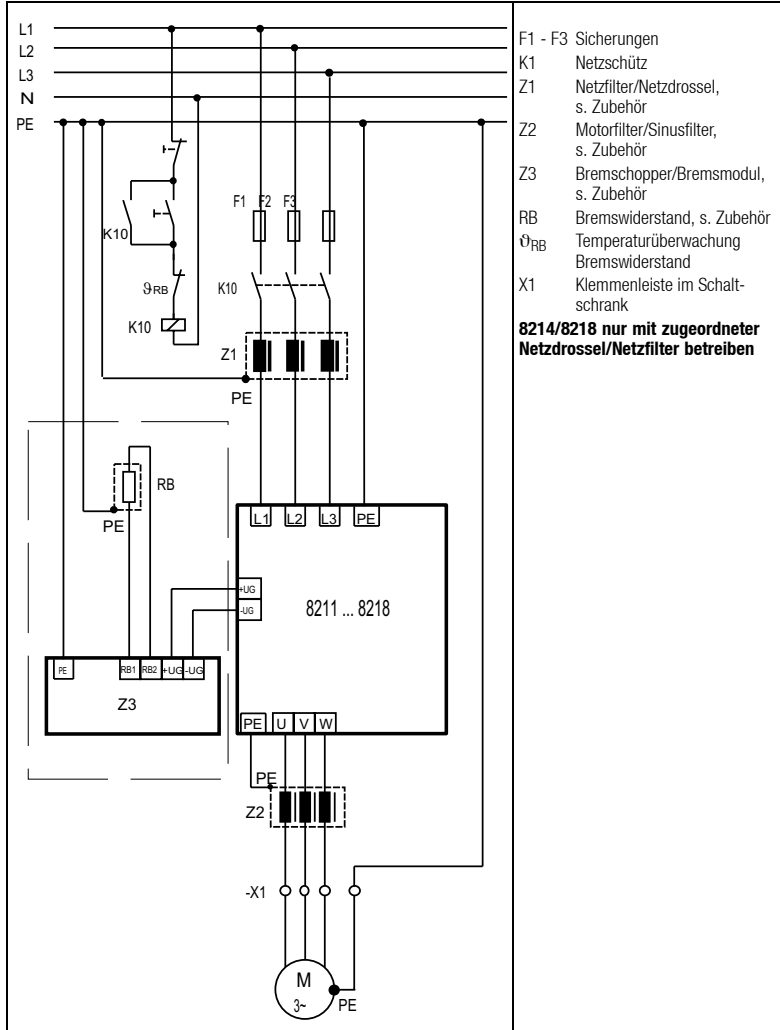 L1
L2
L3
N
PE
F1 F2 F3
K10
K10
ϑRB
K10
Z1
PE
RB
PE
L1 L2 L3 PE
+UG
-UG
8211 ... 8218
PE RB1 RB2 +UG -UG
Z3
PE U V W
PE
Z2
-X1
M
3~
PE
F1 - F3 Sicherungen
K1 Netzschütz
Z1 Netzfilter/Netzdrossel,
s. Zubehör
Z2 Motorfilter/Sinusfilter,
s. Zubehör
Z3 Bremschopper/Bremsmodul,
s. Zubehör
RB Bremswiderstand, s. Zubehör
ϑRB Temperaturüberwachung
Bremswiderstand
X1 Klemmenleiste im Schalt-
schrank
8214/8218 nur mit zugeordneter
Netzdrossel/Netzfilter betreiben